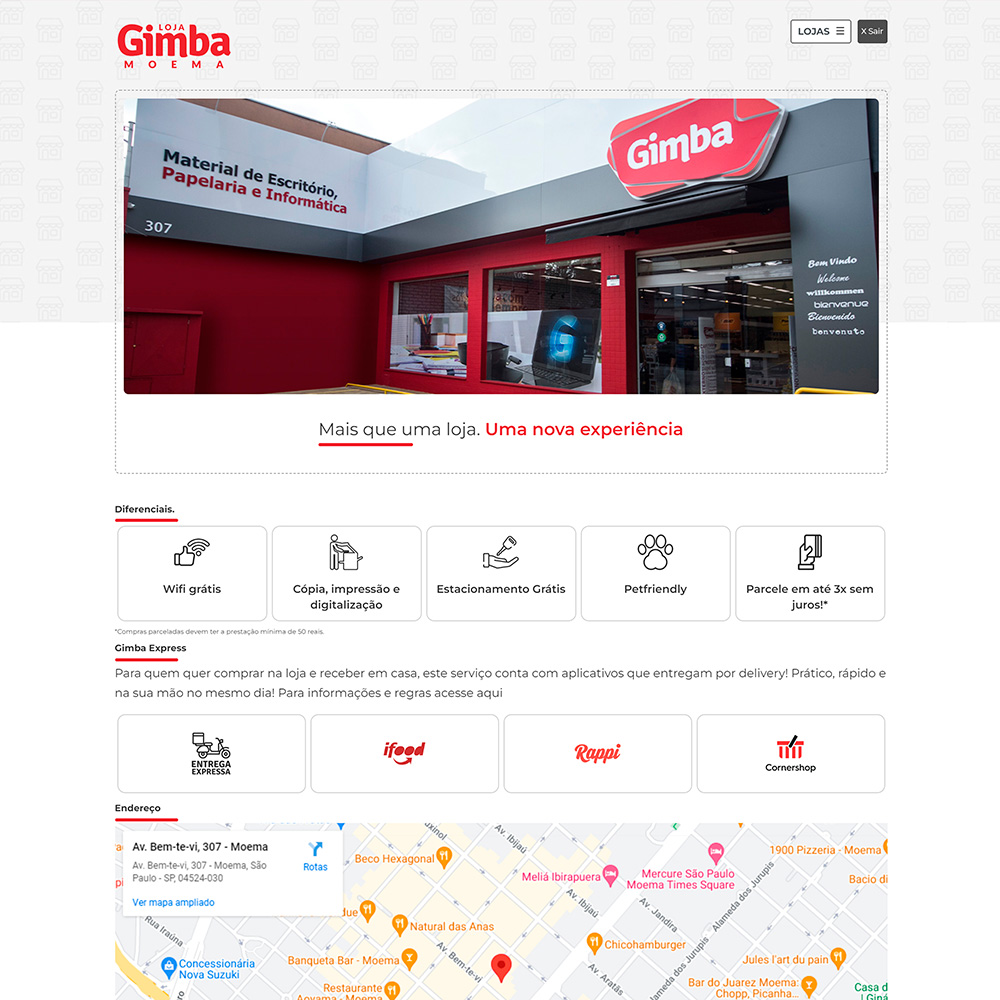 LOJA
Gimba
MOEMA
LOJAS
X Sair
Material de Escritório,
Papelaria e Informática
307
Gimba
Bem Vindo
Welcome
willkommen
bienvenue
Bienvenido
benvenuto
Mais que uma loja. Uma nova experiência
Diferenciais.
Wifi grátis
Cópia, impressão e
digitalização
Estacionamento Grátis
Petfriendly
Parcele em até 3x sem
juros!*
*Compras parceladas devem ter a prestação mínima de 50 reais.
Gimba Express
Para quem quer comprar na loja e receber em casa, este serviço conta com aplicativos que entregam por delivery! Prático, rápido e
na sua mão no mesmo dia! Para informações e regras acesse aqui
ENTREGA
EXPRESSA
ifood
Rappi
Cornershop
Endereço
Av. Bem-te-vi, 307 - Moema
Av. Bem-te-vi, 307 - Moema, São
Paulo - SP, 04524-030
Rotas
Ver mapa ampliado
Beco Hexagonal
Av. Ibijaú
1900 Pizzeria - Moema
Meliá Ibirapuera
Mercure São Paulo
Moema Times Square
Bacio di
Av. Ibijaú
Av. Jandira
Alameda dos Jurupis
Natural das Anas
Rua Iraúna
Chicohamburger
Concessionária
Nova Suzuki
Banqueta Bar - Moema
Av. Bem-te-vi
Jules l'art du pain
Av. Aratãs
Alameda dos Jurupis
Restaurante
Aoyama - Moema
Bar do Juarez Moema:
Chopp, Picanha...
Casa d